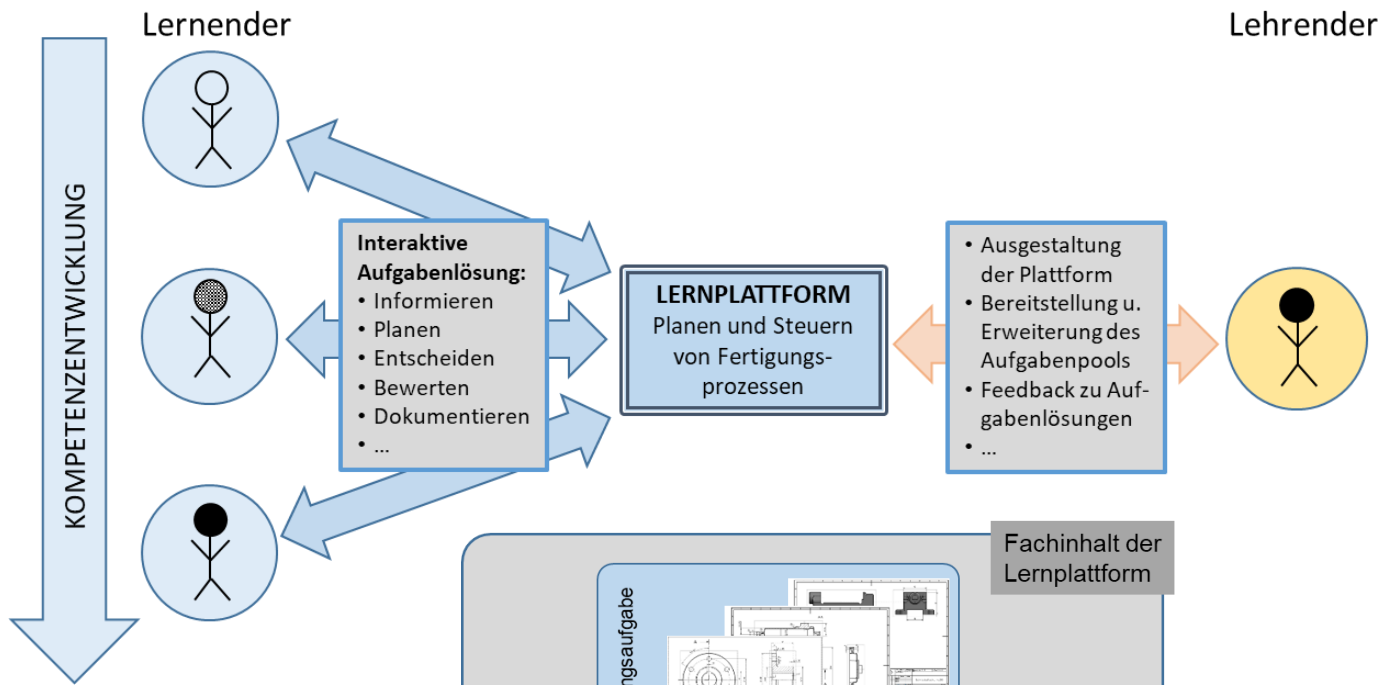 Lernender
Lehrender
KOMPETENZENTWICKLUNG
Interaktive
Aufgabenlösung:
• Informieren
• Planen
• Entscheiden
• Bewerten
• Dokumentieren
• ...
LERNPLATTFORM
Planen und Steuern
von Fertigungs-
prozessen
• Ausgestaltung
der Plattform
• Bereitstellung u.
Erweiterung des
Aufgabenpools
• Feedback zu Auf-
gabenlösungen
• ...
Fachinhalt der
Lernplattform